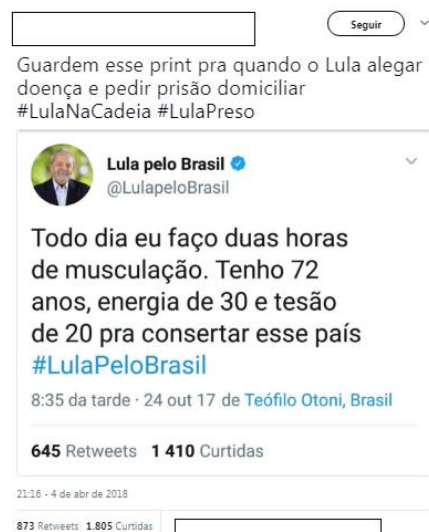 Seguir
Guardem esse print pra quando o Lula alegar
doença e pedir prisão domiciliar
#LulaNaCadeia #LulaPreso
Lula pelo Brasil
@LulapeloBrasil
Todo dia eu faço duas horas
de musculação. Tenho 72
anos, energia de 30 e tesão
de 20 pra consertar esse país
#LulaPeloBrasil
8:35 da tarde · 24 out 17 de Teófilo Otoni, Brasil
645 Retweets 1 410 Curtidas
21:16 - 4 de abr de 2018
873 Retweets 1.805 Curtidas